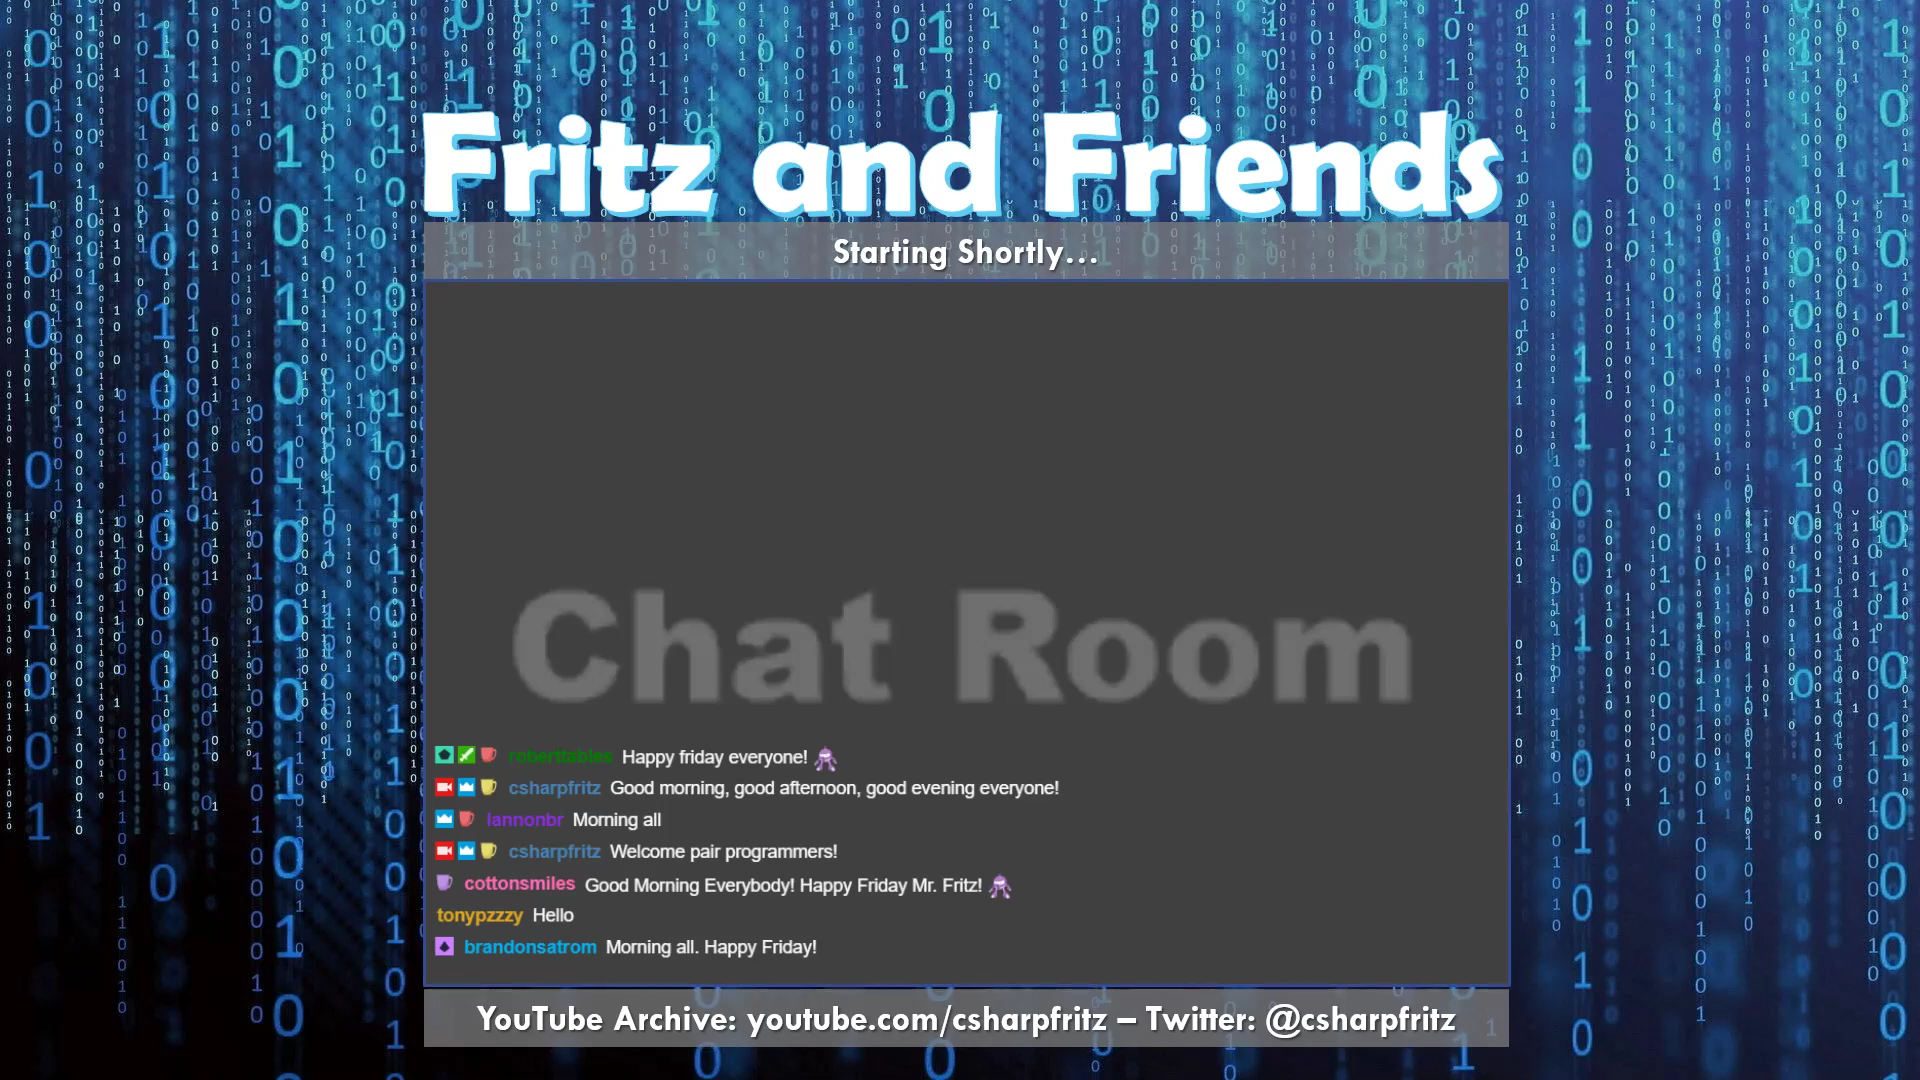 Fritz and Friends
Starting Shortly...
Chat Room
roberttables Happy friday everyone!
csharpfritz Good morning, good afternoon, good evening everyone!
lannonbr Morning all
csharpfritz Welcome pair programmers!
cottonsmiles Good Morning Everybody! Happy Friday Mr. Fritz!
tonypzzzy Hello
brandonsatrom Morning all. Happy Friday!
YouTube Archive: youtube.com/csharpfritz – Twitter: @csharpfritz